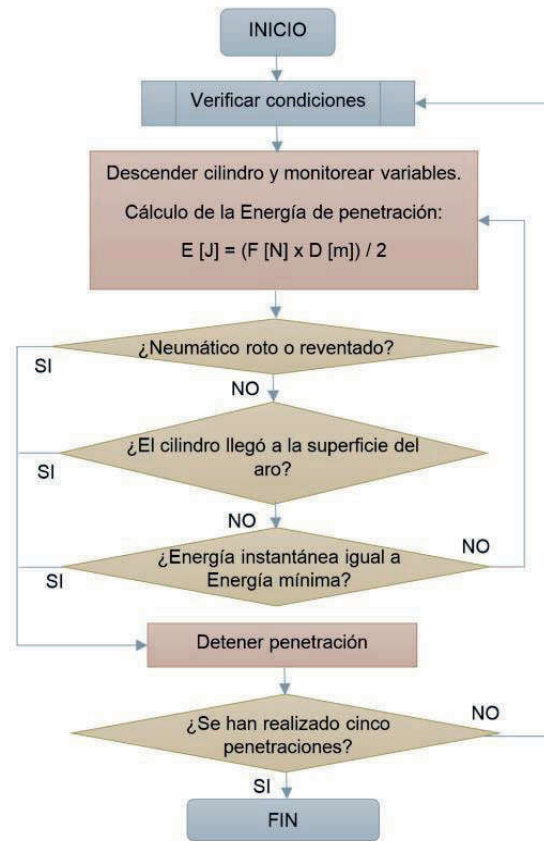 INICIO
Verificar condiciones
Descender cilindro y monitorear variables.
Cálculo de la Energía de penetración:
E [J] = (F [N] x D [m]) / 2
¿Neumático roto o reventado?
SI
NO
¿El cilindro llegó a la superficie del
aro?
SI
NO
¿Energía instantánea igual a
Energía mínima?
NO
SI
Detener penetración
¿Se han realizado cinco
penetraciones?
NO
SI
FIN